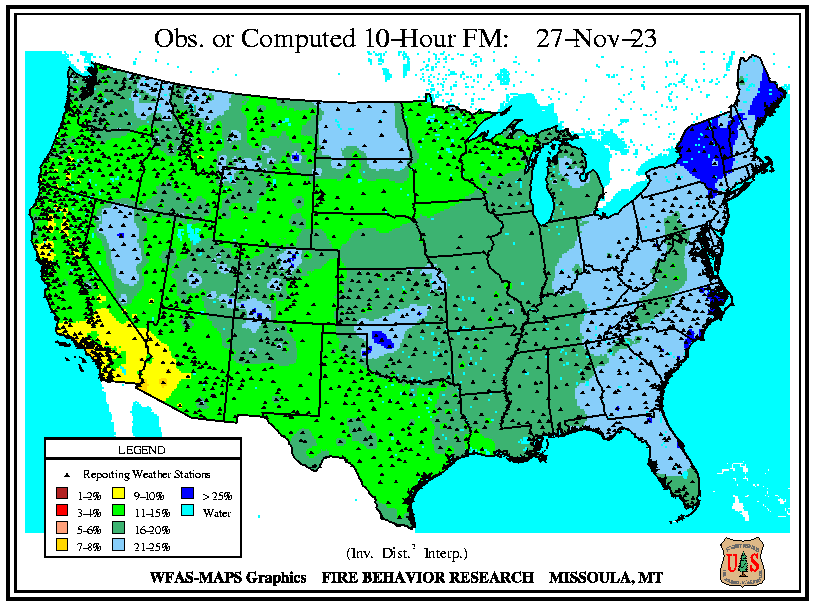 Obs. or Computed 10-Hour FM: 27-Nov-23
LEGEND
Reporting Weather Stations
1-2% 9-10% > 25%
3-4% 11-15% Water
5-6% 16-20%
7-8% 21-25%
(Inv. Dist.² Interp.)
WFAS-MAPS Graphics FIRE BEHAVIOR RESEARCH MISSOULA, MT
U S